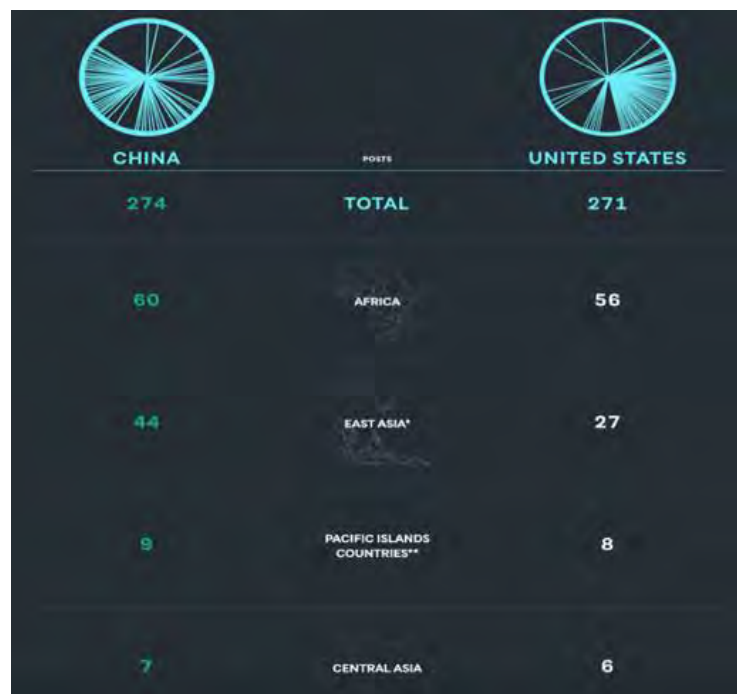 CHINA POSTS UNITED STATES
274 TOTAL 271
60 AFRICA 56
44 EAST ASIA* 27
PACIFIC ISLANDS
9 COUNTRIES** 8
7 CENTRAL ASIA 6